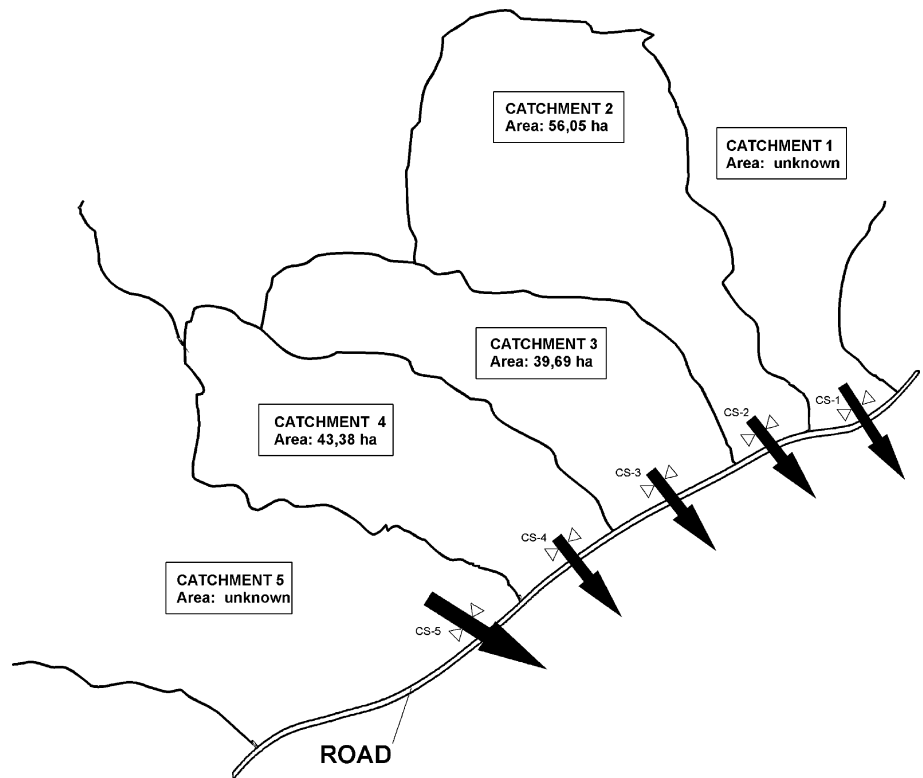 CATCHMENT 2
Area: 56,05 ha
CATCHMENT 1
Area: unknown
CATCHMENT 3
Area: 39,69 ha
CATCHMENT 4
Area: 43,38 ha
CS-1
CS-2
CS-3
CS-4
CATCHMENT 5
Area: unknown
CS-5
ROAD